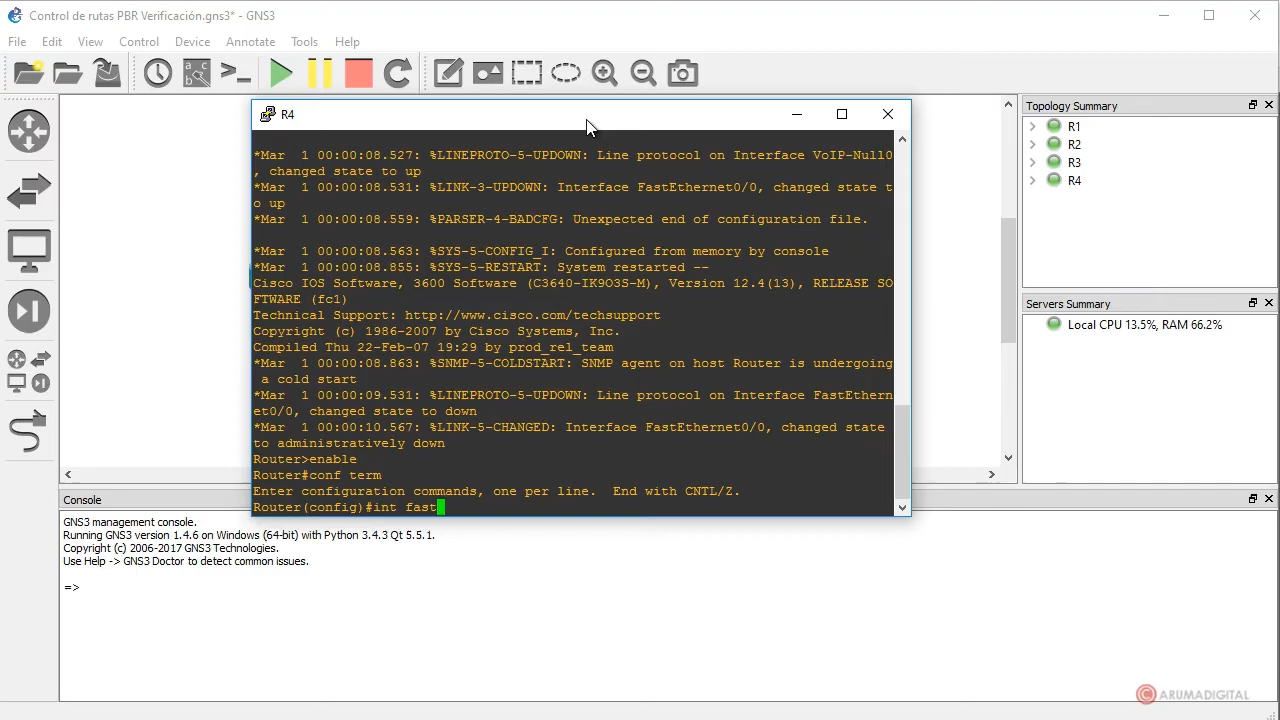 Control de rutas PBR Verificación.gns3* - GNS3
File Edit View Control Device Annotate Tools Help
R4
*Mar  1 00:00:08.527: %LINEPROTO-5-UPDOWN: Line protocol on Interface VoIP-Null0
, changed state to up
*Mar  1 00:00:08.531: %LINK-3-UPDOWN: Interface FastEthernet0/0, changed state t
o up
*Mar  1 00:00:08.559: %PARSER-4-BADCFG: Unexpected end of configuration file.
*Mar  1 00:00:08.563: %SYS-5-CONFIG_I: Configured from memory by console
*Mar  1 00:00:08.855: %SYS-5-RESTART: System restarted --
Cisco IOS Software, 3600 Software (C3640-IK9O3S-M), Version 12.4(13), RELEASE SO
FTWARE (fc1)
Technical Support: http://www.cisco.com/techsupport
Copyright (c) 1986-2007 by Cisco Systems, Inc.
Compiled Thu 22-Feb-07 19:29 by prod_rel_team
*Mar  1 00:00:08.863: %SNMP-5-COLDSTART: SNMP agent on host Router is undergoing
 a cold start
*Mar  1 00:00:09.531: %LINEPROTO-5-UPDOWN: Line protocol on Interface FastEthern
et0/0, changed state to down
*Mar  1 00:00:10.567: %LINK-5-CHANGED: Interface FastEthernet0/0, changed state
to administratively down
Router>enable
Router#conf term
Enter configuration commands, one per line.  End with CNTL/Z.
Router(config)#int fast
Topology Summary
R1
R2
R3
R4
Servers Summary
Local CPU 13.5%, RAM 66.2%
Console
GNS3 management console.
Running GNS3 version 1.4.6 on Windows (64-bit) with Python 3.4.3 Qt 5.5.1.
Copyright (c) 2006-2017 GNS3 Technologies.
Use Help -> GNS3 Doctor to detect common issues.
=>
© ARUMADIGITAL